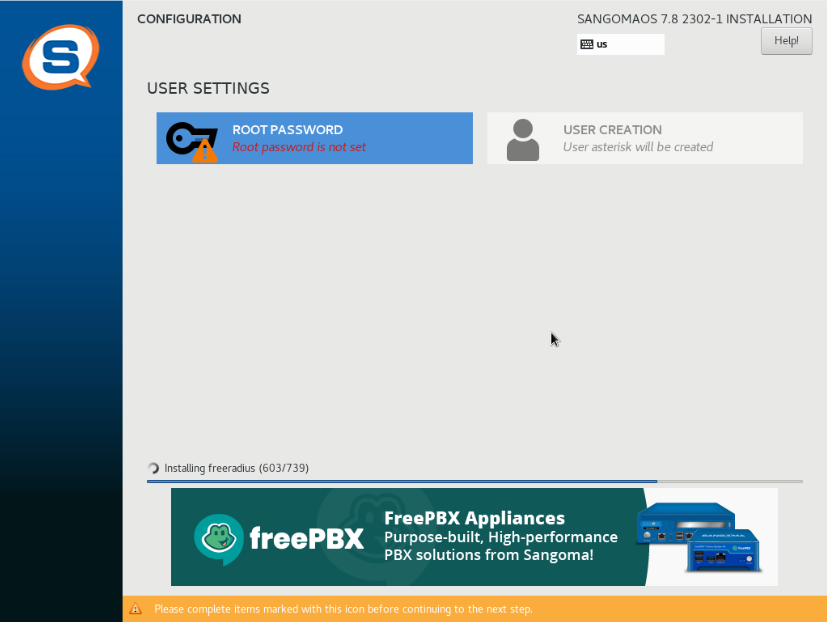 CONFIGURATION
SANGOMAOS 7.8 2302-1 INSTALLATION
us
Help!
USER SETTINGS
ROOT PASSWORD
Root password is not set
USER CREATION
User asterisk will be created
Installing freeradius (603/739)
freePBX
FreePBX Appliances
Purpose-built, High-performance
PBX solutions from Sangoma!
Please complete items marked with this icon before continuing to the next step.